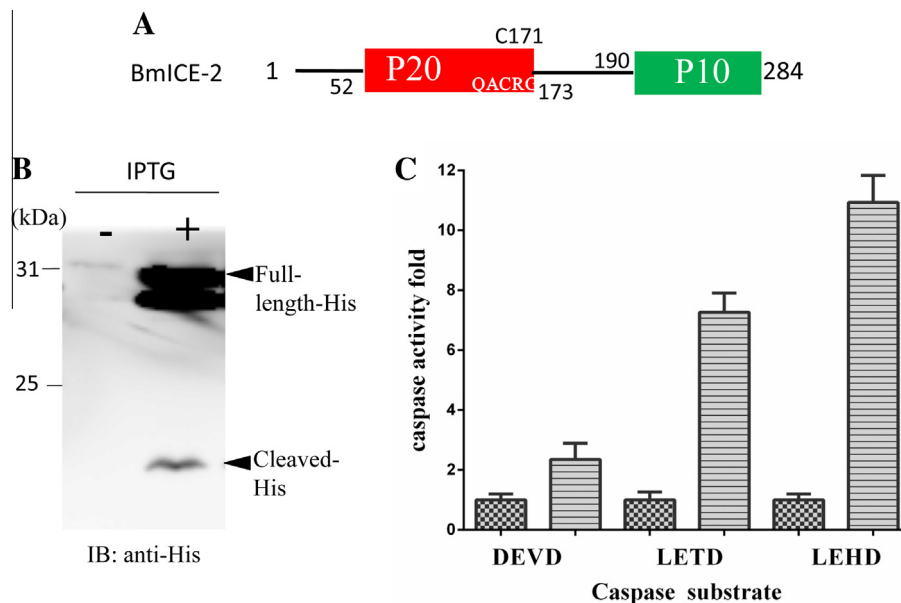 A
C171
BmICE-2
1
P20
190
P10
284
QACRG
52
173
B
IPTG
(kDa)
-
+
31
Full-
length-His
25
Cleaved-
His
IB: anti-His
C
12
10
8
6
4
2
0
caspase activity fold
DEVD
LETD
LEHD
Caspase substrate